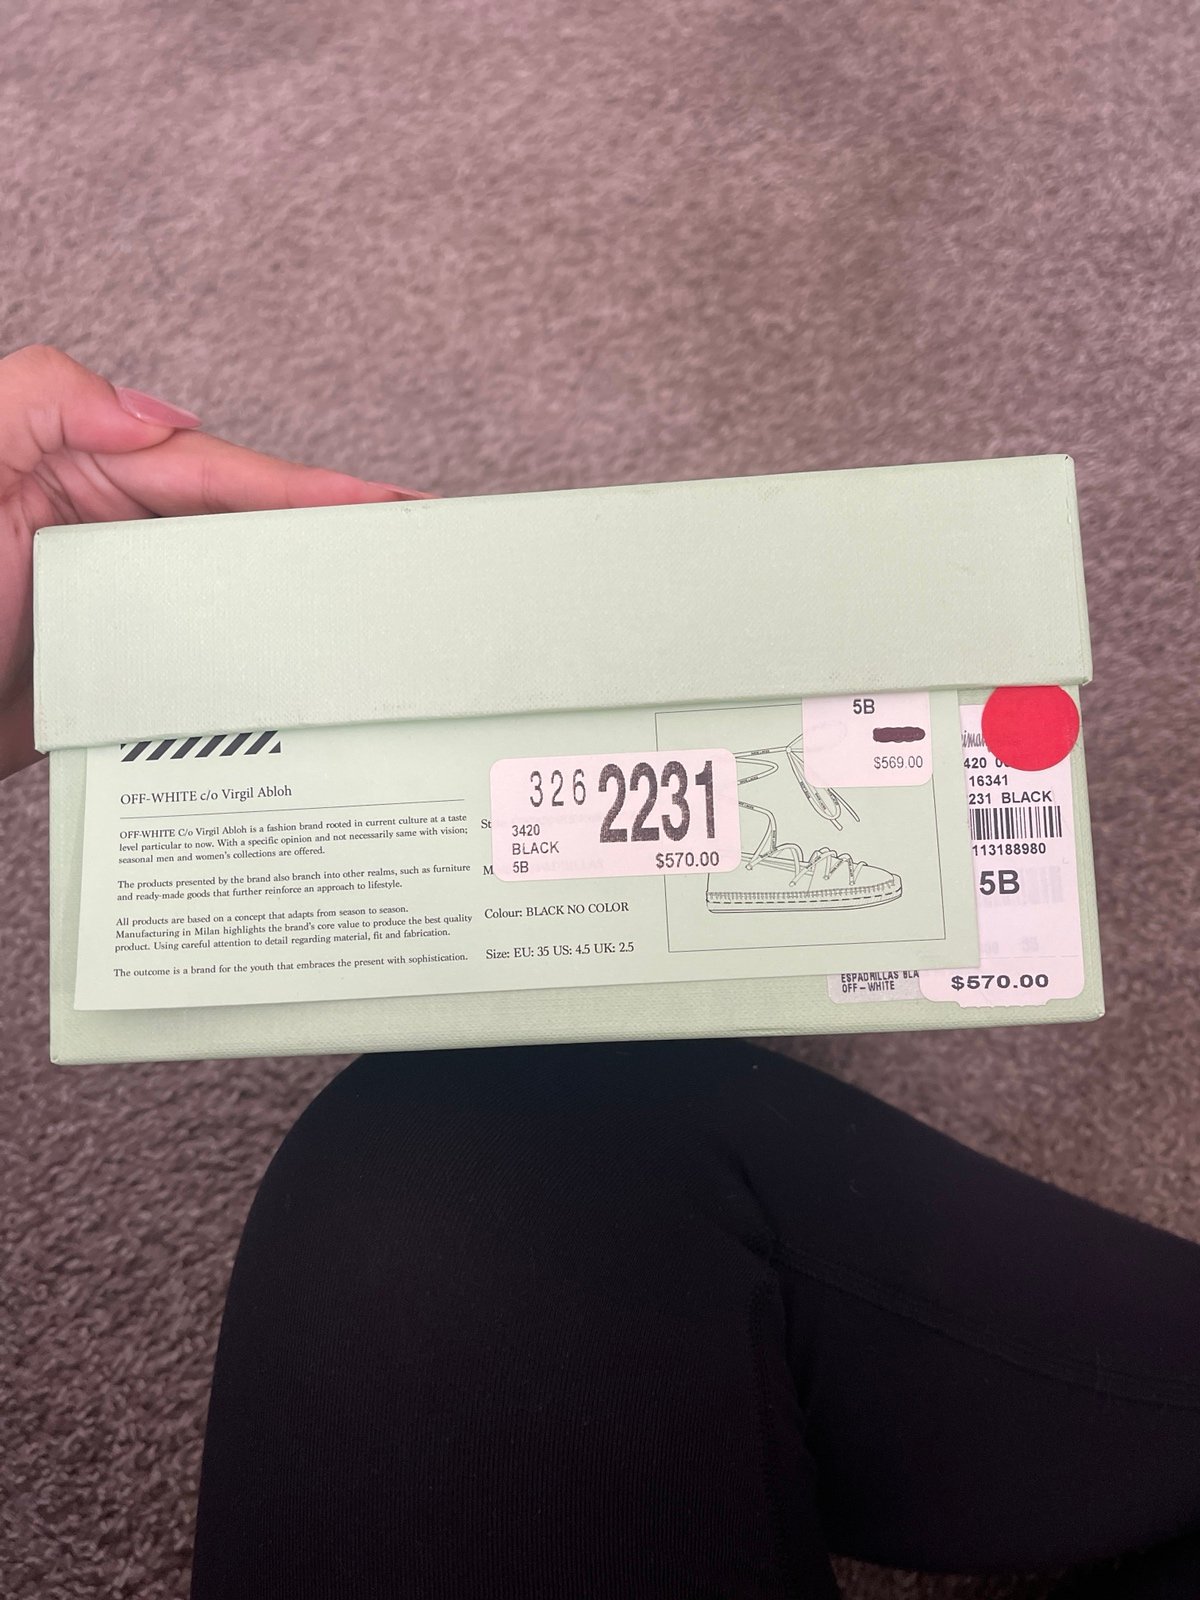 OFF-WHITE c/o Virgil Abloh
OFF-WHITE C/o Virgil Abloh is a fashion brand rooted in current culture at a taste
level particular to now. With a specific opinion and not necessarily same with vision;
seasonal men and women's collections are offered.
The products presented by the brand also branch into other realms, such as furniture
and ready-made goods that further reinforce an approach to lifestyle.
All products are based on a concept that adapts from season to season.
Manufacturing in Milan highlights the brand's core value to produce the best quality
product. Using careful attention to detail regarding material, fit and fabrication.
The outcome is a brand for the youth that embraces the present with sophistication.
St
M
Colour: BLACK NO COLOR
Size: EU: 35 US: 4.5 UK: 2.5
326 2231
3420
BLACK
5B $570.00
5B
$569.00
420 0
16341
231 BLACK
113188980
5B
$570.00
ESPADRILLAS BLA
OFF-WHITE